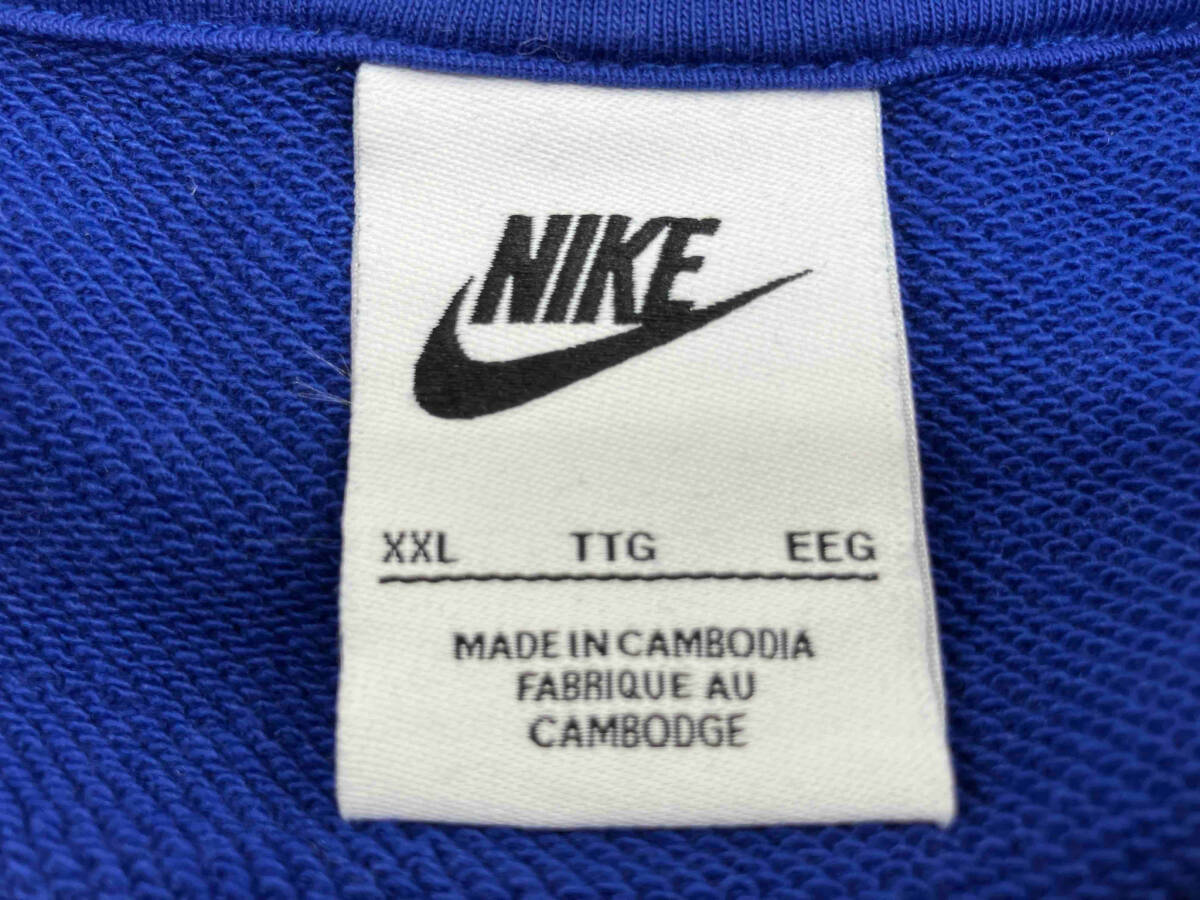 NIKE
XXL TTG EEG
MADE IN CAMBODIA
FABRIQUE AU
CAMBODGE